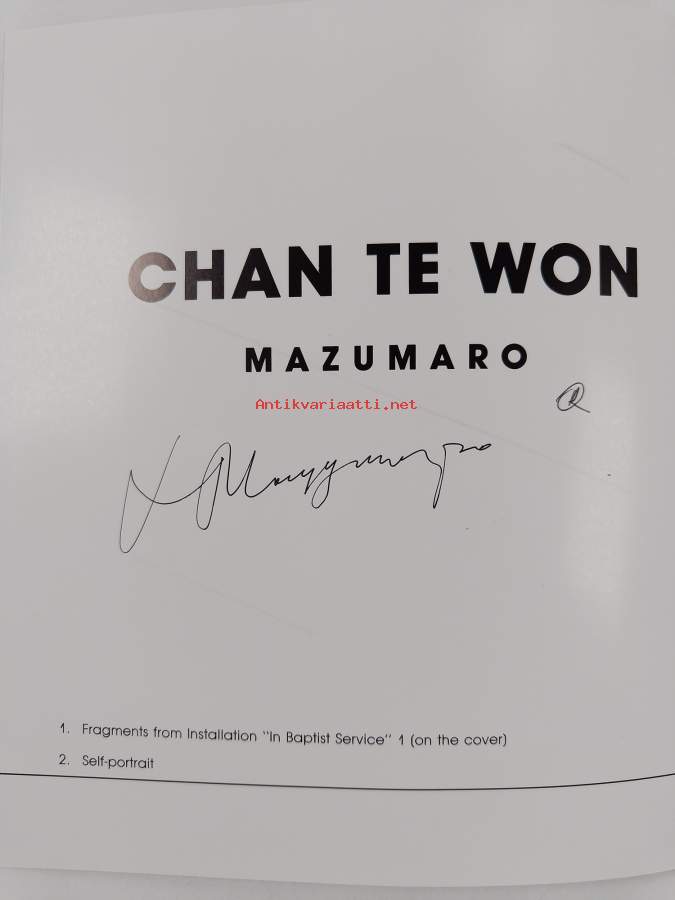 CHAN TE WON
MAZUMARO
Antikvariaatti.net
1. Fragments from Installation "In Baptist Service" 1 (on the cover)
2. Self-portrait